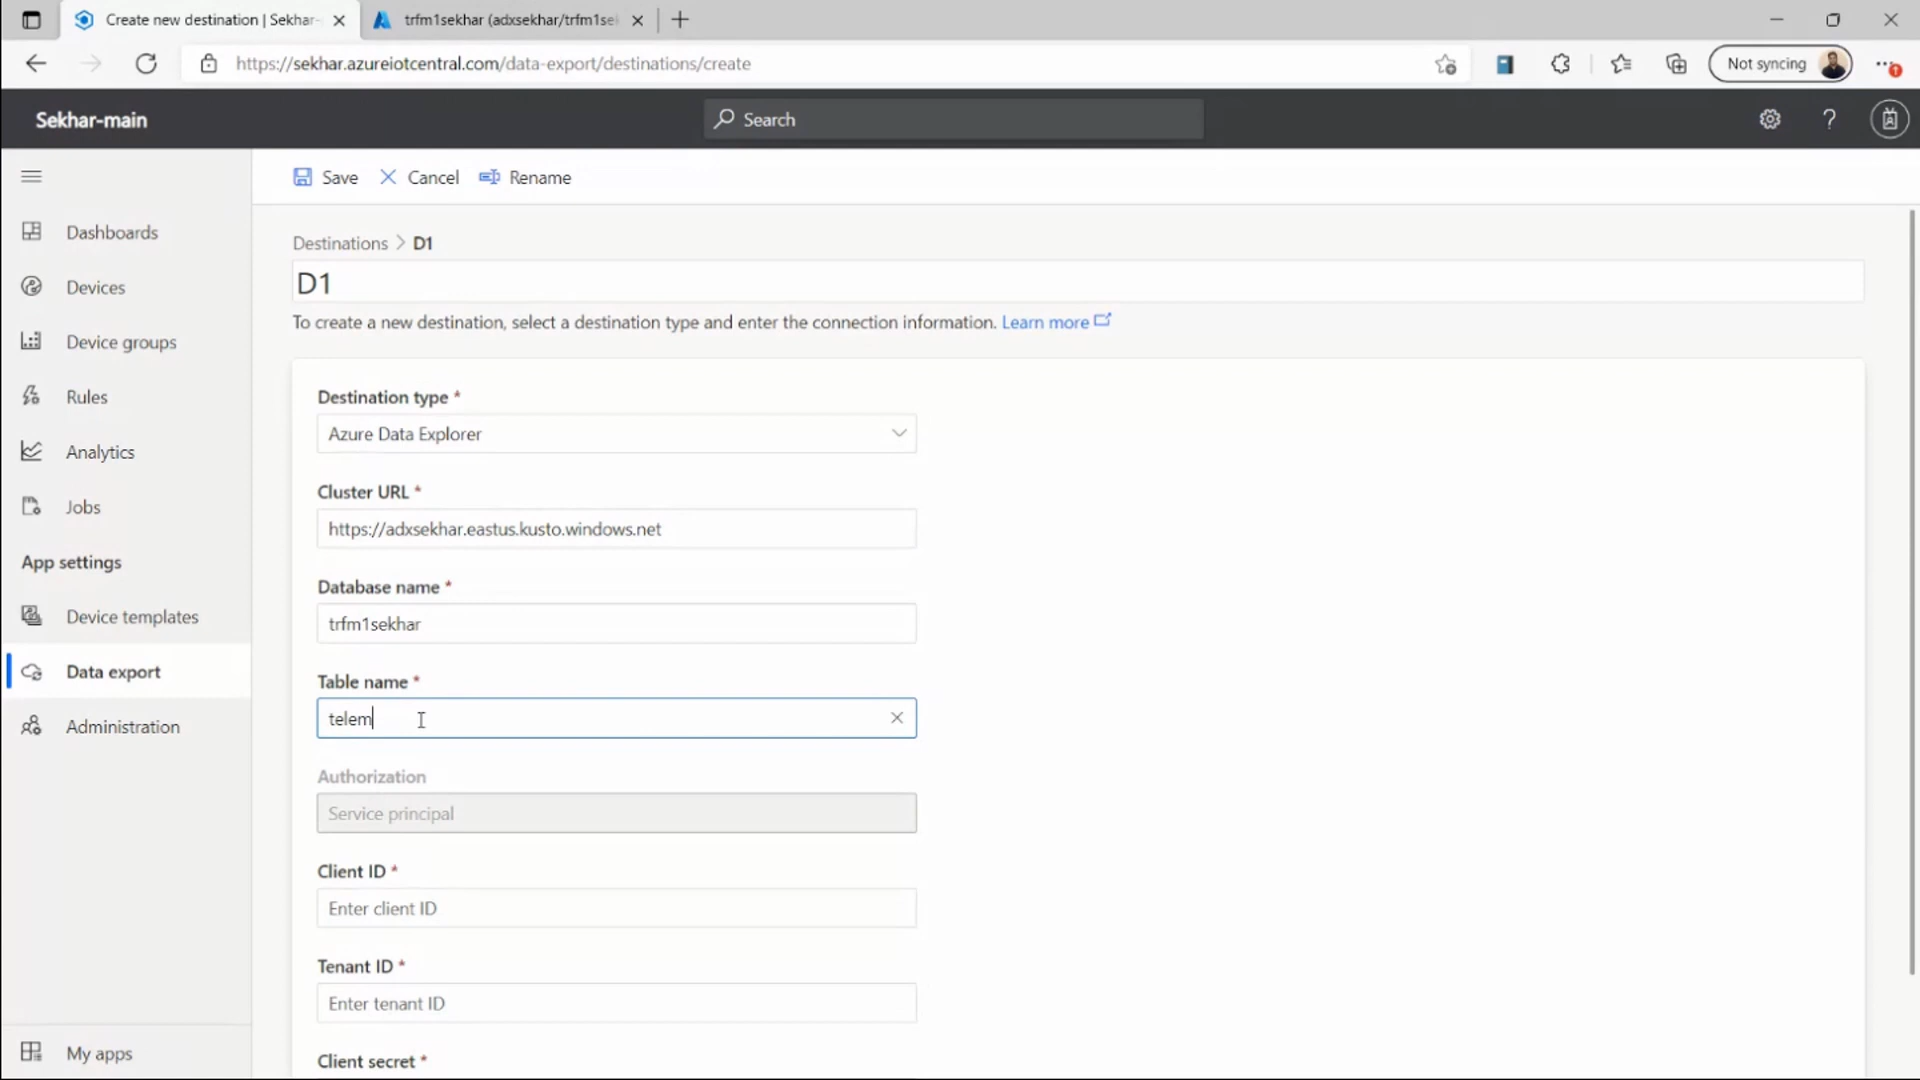 Create new destination | Sekhar-
trfm1sekhar (adxsekhar/trfm1sel
https://sekhar.azureiotcentral.com/data-export/destinations/create
Not syncing
Sekhar-main
Search
Save
Cancel
Rename
Dashboards
Devices
Device groups
Rules
Analytics
Jobs
App settings
Device templates
Data export
Administration
My apps
Destinations > D1
D1
To create a new destination, select a destination type and enter the connection information. Learn more
Destination type *
Azure Data Explorer
Cluster URL *
https://adxsekhar.eastus.kusto.windows.net
Database name *
trfm1sekhar
Table name *
telem
Authorization
Service principal
Client ID *
Enter client ID
Tenant ID *
Enter tenant ID
Client secret *